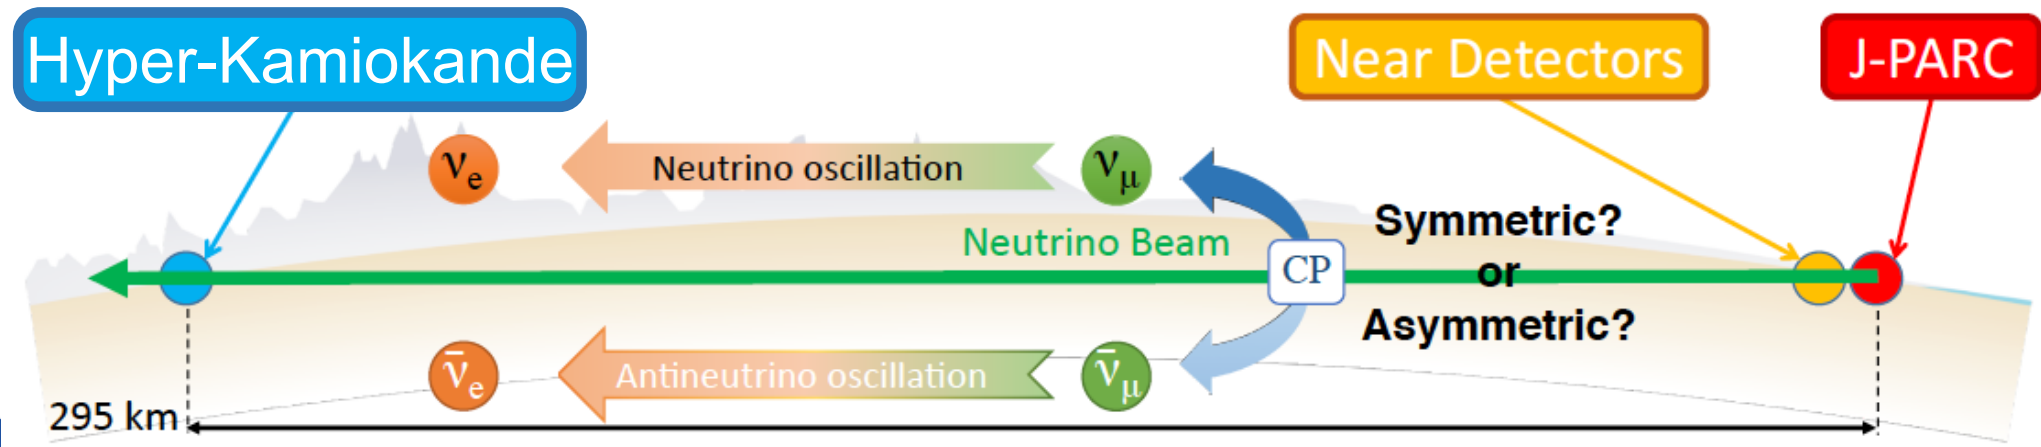 Hyper-Kamiokande
Near Detectors
J-PARC
νe
Neutrino oscillation
νμ
Symmetric?
Neutrino Beam
CP
or
Asymmetric?
ν̄e
Antineutrino oscillation
ν̄μ
295 km